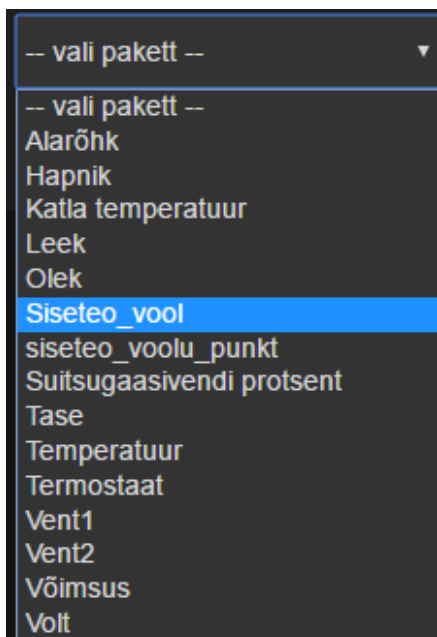 -- vali pakett --
-- vali pakett --
Alarõhk
Hapnik
Katla temperatuur
Leek
Olek
Siseteo_vool
siseteo_voolu_punkt
Suitsugaasivendi protsent
Tase
Temperatuur
Termostaat
Vent1
Vent2
Võimsus
Volt